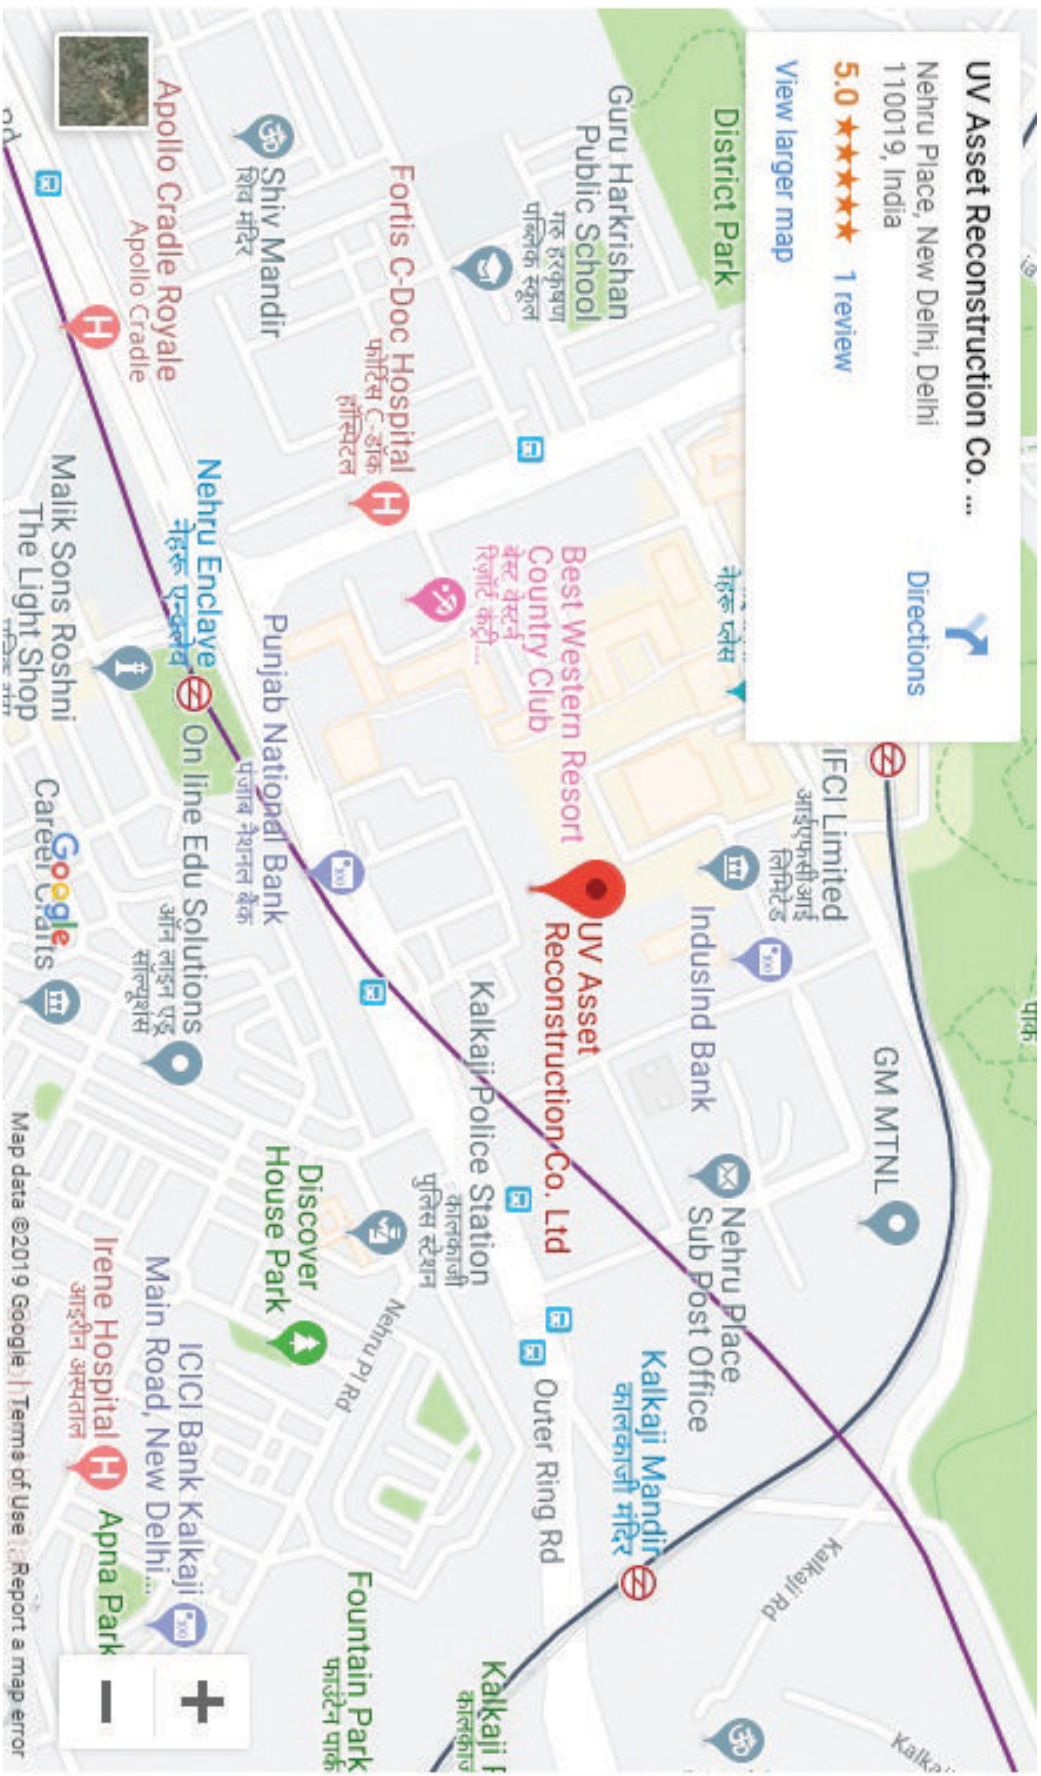 UV Asset Reconstruction Co. ...
Nehru Place, New Delhi, Delhi
110019, India
5.0 ★★★★★ 1 review
View larger map
Directions
District Park
Guru Harkrishan
Public School
गुरु हरकृष्ण
पब्लिक स्कूल
Fortis C-Doc Hospital
फोर्टिस C-डॉक
हॉस्पिटल
Shiv Mandir
शिव मंदिर
Apollo Cradle Royale
Apollo Cradle
नेहरू प्लेस
Best Western Resort
Country Club
बेस्ट वेस्टर्न
रिज़ॉर्ट कंट्री...
IFCI Limited
आईएफसीआई
लिमिटेड
IndusInd Bank
UV Asset
Reconstruction Co. Ltd
GM MTNL
Nehru Place
Sub Post Office
Kalkaji Police Station
कालकाजी
पुलिस स्टेशन
Punjab National Bank
पंजाब नैशनल बैंक
Nehru Enclave
नेहरू एन्क्लेव
On line Edu Solutions
ऑन लाइन एडु
सॉल्यूशंस
Malik Sons Roshni
The Light Shop
Career Crafts
Google
Discover
House Park
Nehru Pl Rd
Outer Ring Rd
Kalkaji Mandir
कालकाजी मंदिर
Kalkaji Rd
ICICI Bank Kalkaji
Main Road, New Delhi...
Irene Hospital
आइरीन अस्पताल
Apna Park
Fountain Park
फाउंटेन पार्क
पार्क
+
−
Map data ©2019 Google Terms of Use Report a map error